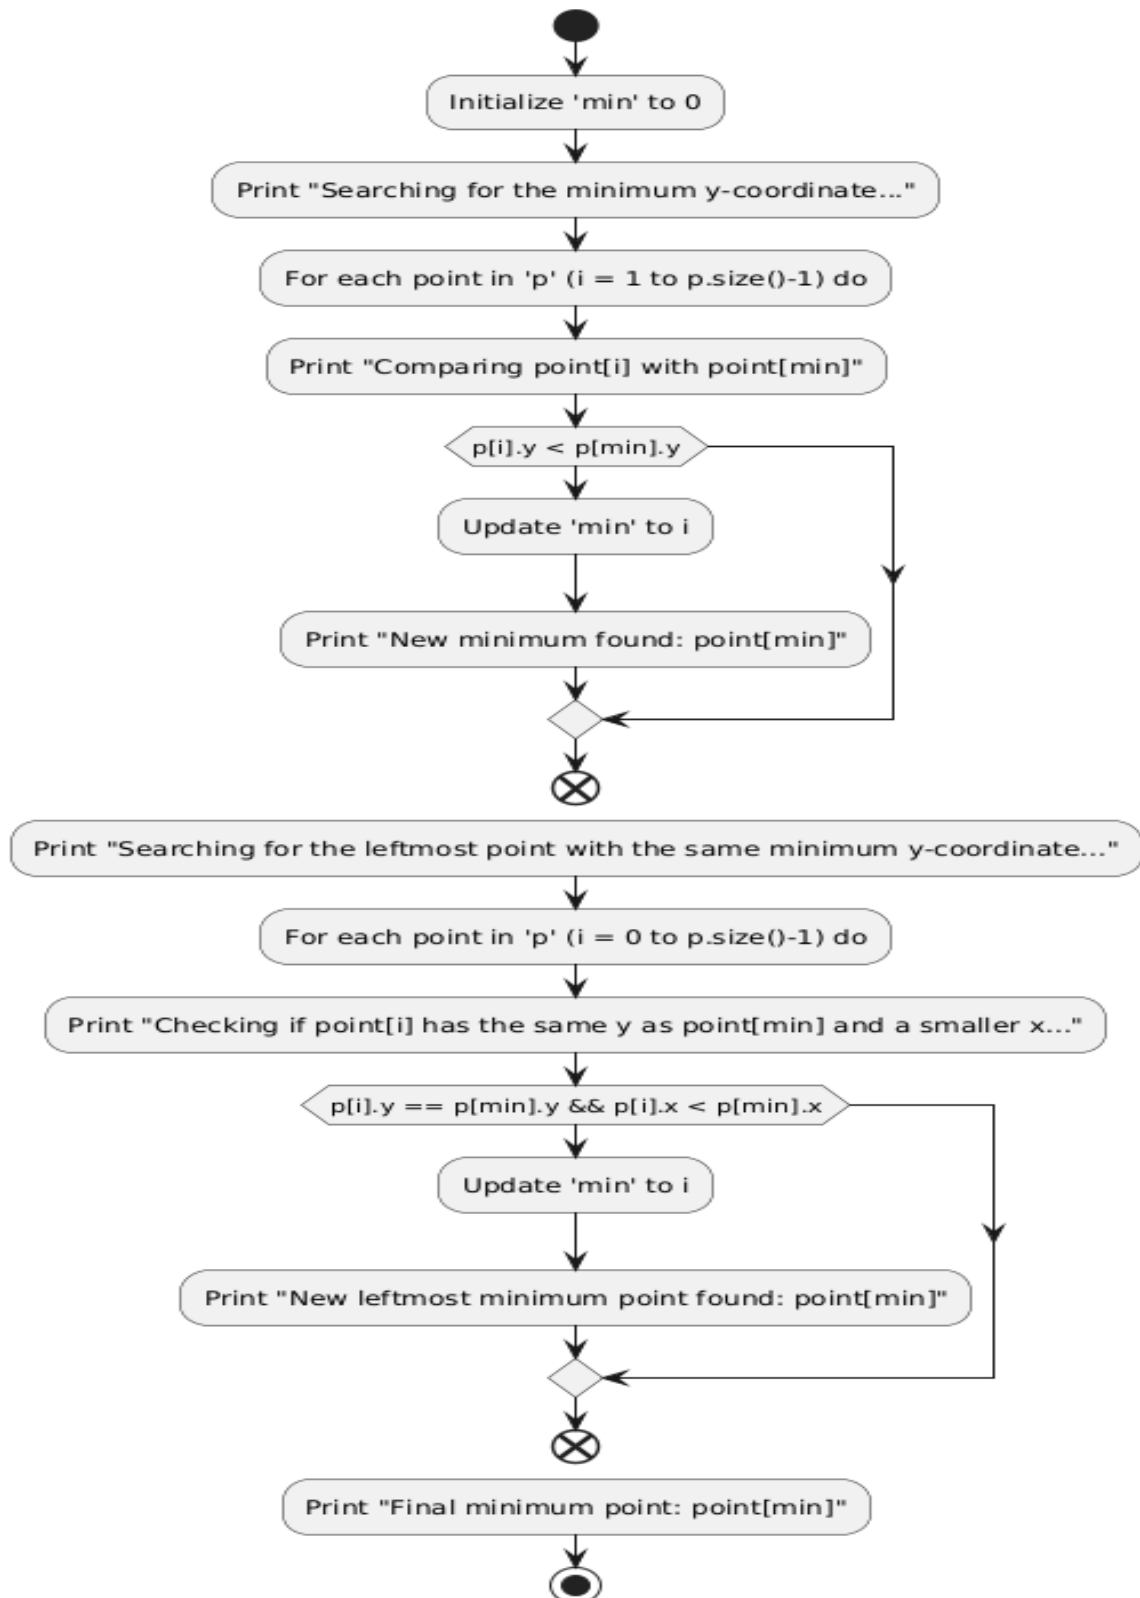 Initialize 'min' to 0
Print "Searching for the minimum y-coordinate..."
For each point in 'p' (i = 1 to p.size()-1) do
Print "Comparing point[i] with point[min]"
p[i].y < p[min].y
Update 'min' to i
Print "New minimum found: point[min]"
Print "Searching for the leftmost point with the same minimum y-coordinate..."
For each point in 'p' (i = 0 to p.size()-1) do
Print "Checking if point[i] has the same y as point[min] and a smaller x..."
p[i].y == p[min].y && p[i].x < p[min].x
Update 'min' to i
Print "New leftmost minimum point found: point[min]"
Print "Final minimum point: point[min]"